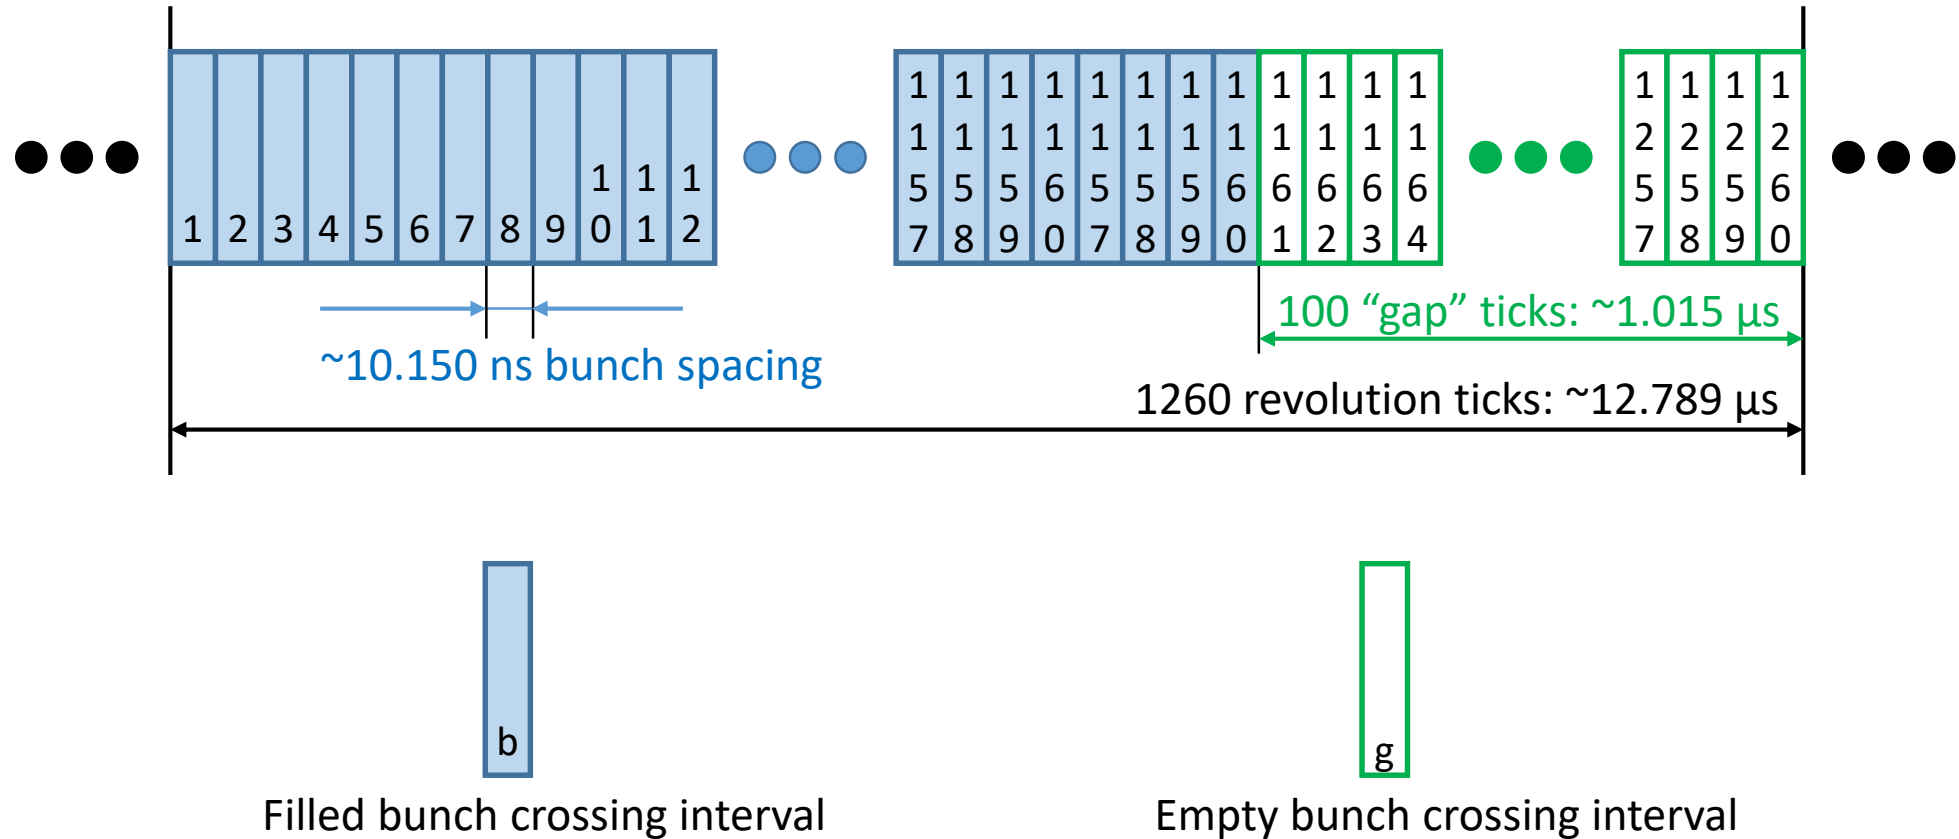 1 2 3 4 5 6 7 8 9 10 11 12 1157 1158 1159 1160 1157 1158 1159 1160 1161 1162 1163 1164 1257 1258 1259 1260
100 “gap” ticks: ~1.015 µs
~10.150 ns bunch spacing
1260 revolution ticks: ~12.789 µs
b g
Filled bunch crossing interval
Empty bunch crossing interval